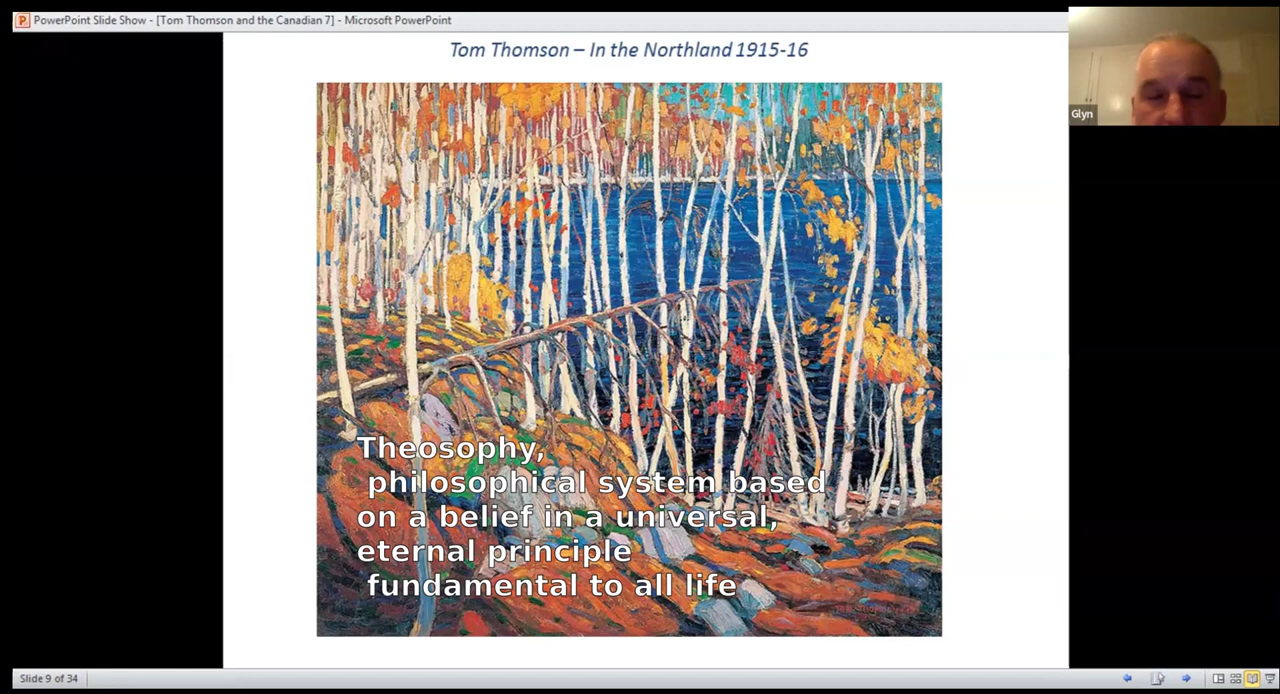 PowerPoint Slide Show - [Tom Thomson and the Canadian 7] - Microsoft PowerPoint
Tom Thomson – In the Northland 1915-16
Glyn
Theosophy,
philosophical system based
on a belief in a universal,
eternal principle
fundamental to all life
Slide 9 of 34